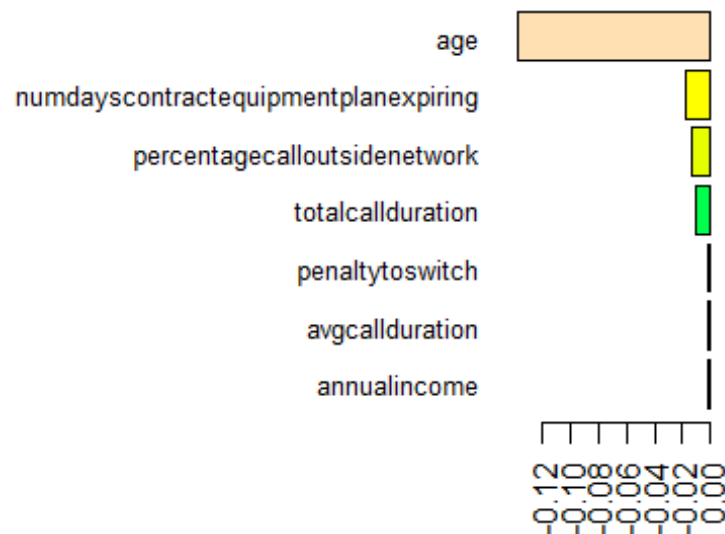 age
numdayscontractequipmentplanexpiring
percentagecalloutsidenetwork
totalcallduration
penaltytoswitch
avgcallduration
annualincome
-0.12
-0.10
-0.08
-0.06
-0.04
-0.02
0.00